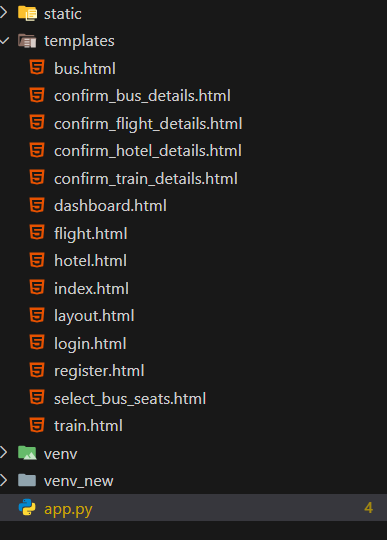 static
templates
bus.html
confirm_bus_details.html
confirm_flight_details.html
confirm_hotel_details.html
confirm_train_details.html
dashboard.html
flight.html
hotel.html
index.html
layout.html
login.html
register.html
select_bus_seats.html
train.html
venv
venv_new
app.py 4